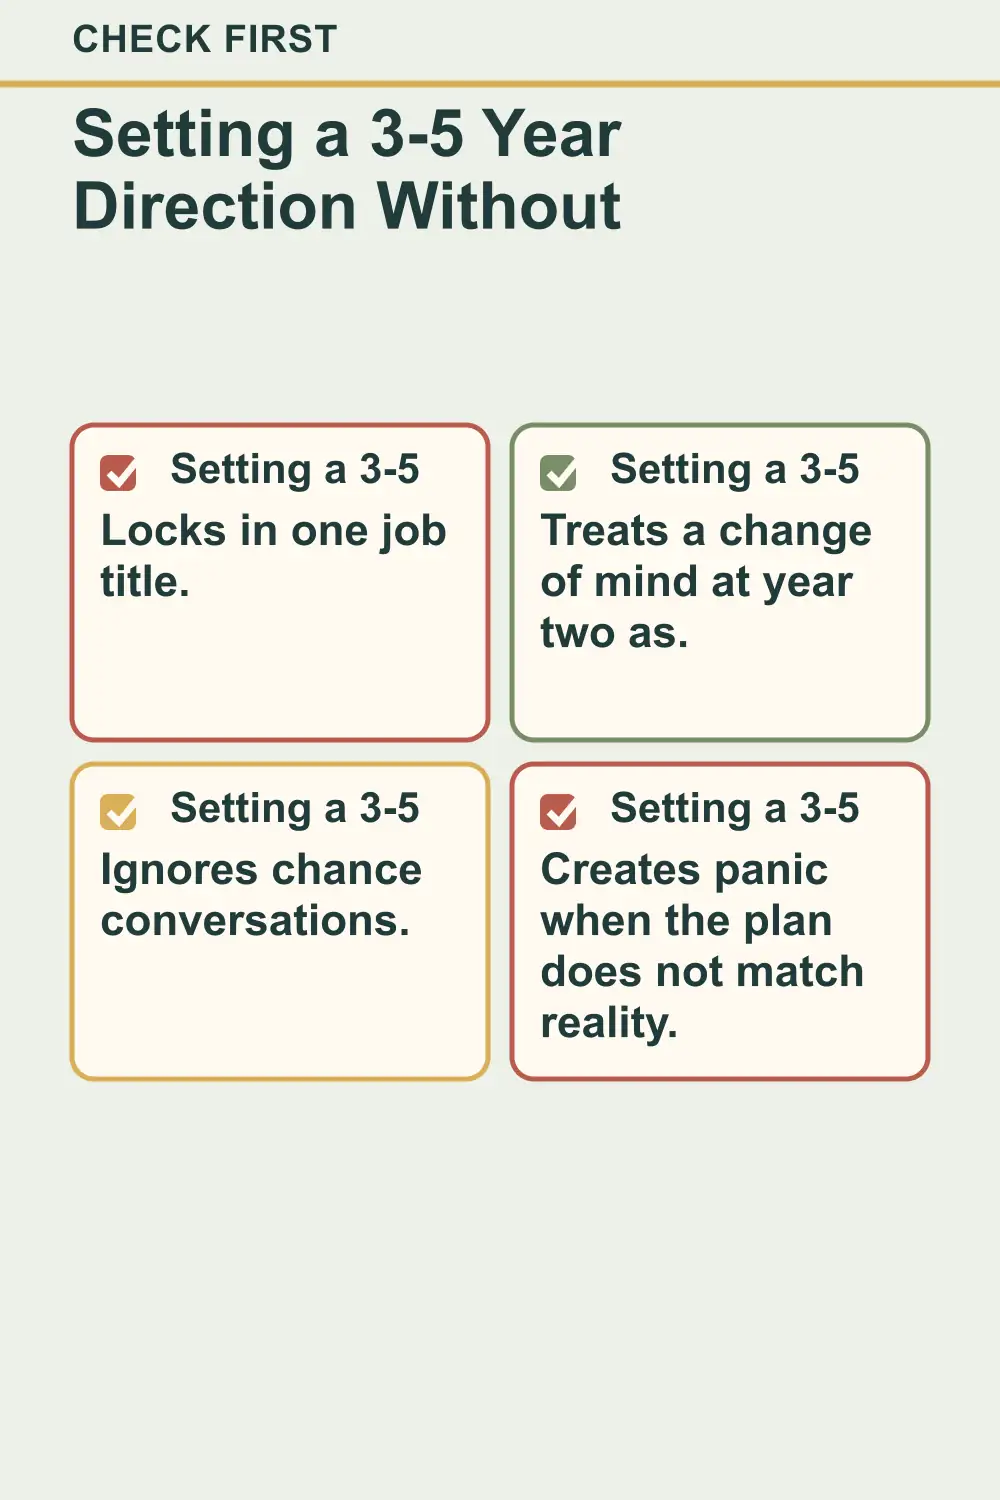 CHECK FIRST
Setting a 3-5 Year
Direction Without
Setting a 3-5
Locks in one job
title.
Setting a 3-5
Treats a change
of mind at year
two as.
Setting a 3-5
Ignores chance
conversations.
Setting a 3-5
Creates panic
when the plan
does not match
reality.